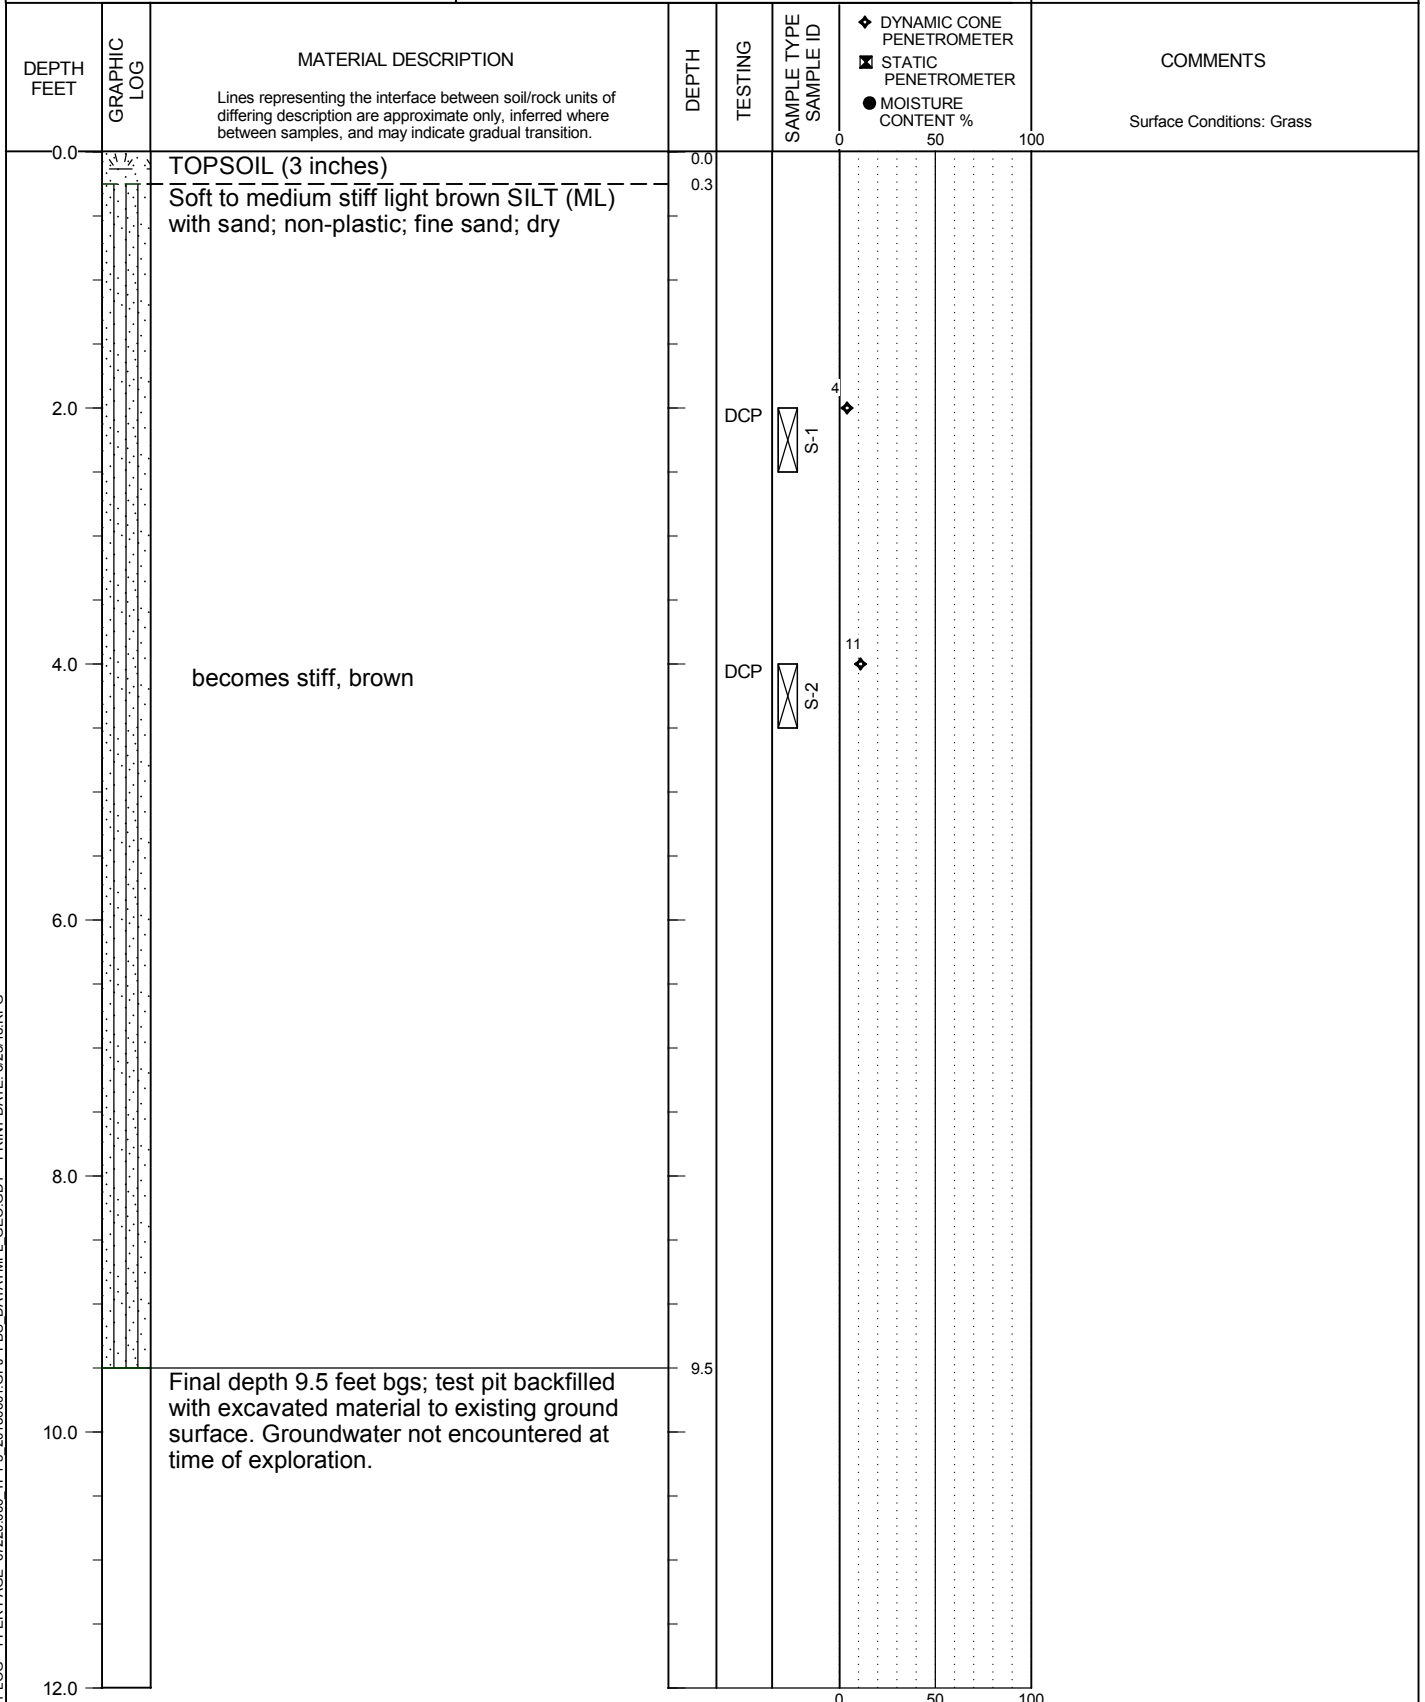 DEPTH
FEET
GRAPHIC
LOG
MATERIAL DESCRIPTION
Lines representing the interface between soil/rock units of
differing description are approximate only, inferred where
between samples, and may indicate gradual transition.
DEPTH
TESTING
SAMPLE TYPE
SAMPLE ID
DYNAMIC CONE
PENETROMETER
STATIC
PENETROMETER
MOISTURE
CONTENT %
0 50 100
COMMENTS
Surface Conditions: Grass
0.0
TOPSOIL (3 inches)
0.0
0.3
Soft to medium stiff light brown SILT (ML)
with sand; non-plastic; fine sand; dry
2.0
DCP
S-1
4
4.0
becomes stiff, brown
DCP
S-2
11
6.0
8.0
9.5
Final depth 9.5 feet bgs; test pit backfilled
with excavated material to existing ground
surface. Groundwater not encountered at
time of exploration.
10.0
12.0
0 50 100